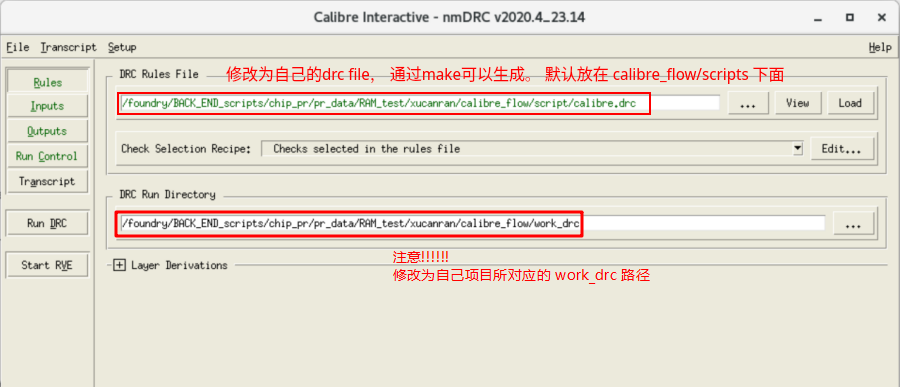 Calibre Interactive - nmDRC v2020.4_23.14
File Transcript Setup Help
Rules
Inputs
Outputs
Run Control
Transcript
Run DRC
Start RVE
DRC Rules File
修改为自己的drc file， 通过make可以生成。 默认放在 calibre_flow/scripts 下面
/foundry/BACK_END_scripts/chip_pr/pr_data/RAM_test/xucanran/calibre_flow/script/calibre.drc
... View Load
Check Selection Recipe: Checks selected in the rules file Edit...
DRC Run Directory
/foundry/BACK_END_scripts/chip_pr/pr_data/RAM_test/xucanran/calibre_flow/work_drc
...
Layer Derivations
注意!!!!!!
修改为自己项目所对应的 work_drc 路径